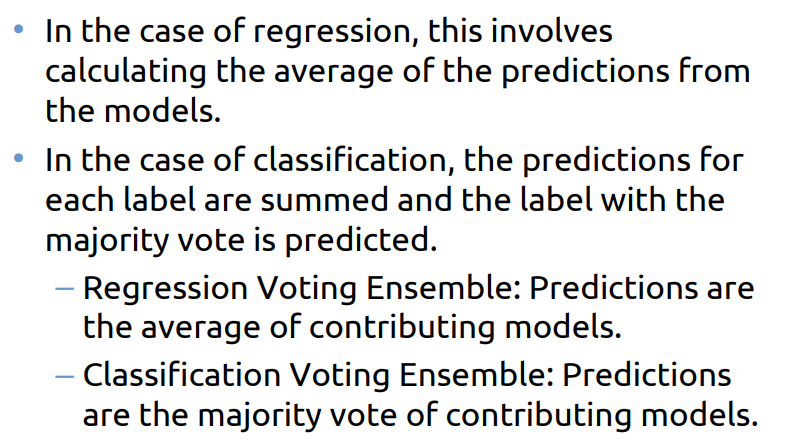 • In the case of regression, this involves
calculating the average of the predictions from
the models.
• In the case of classification, the predictions for
each label are summed and the label with the
majority vote is predicted.
– Regression Voting Ensemble: Predictions are
the average of contributing models.
– Classification Voting Ensemble: Predictions
are the majority vote of contributing models.